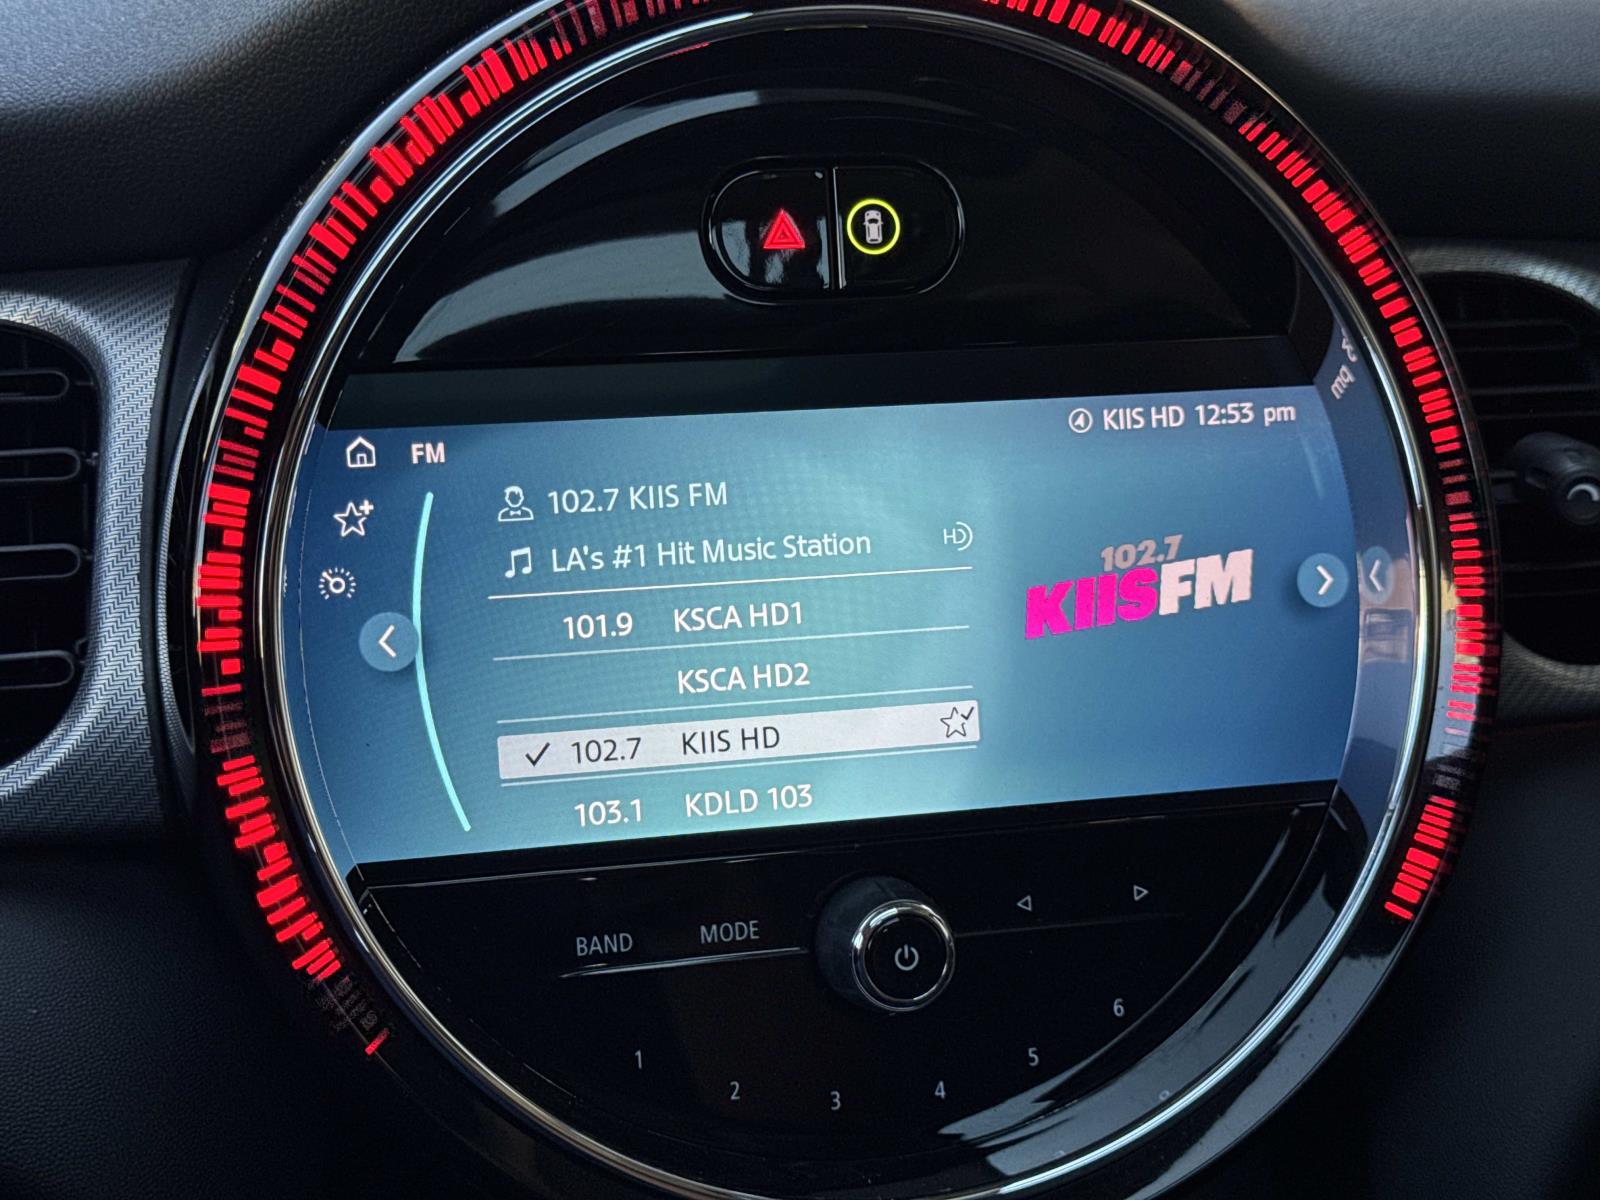 KIIS HD 12:53 pm
FM
102.7 KIIS FM
LA's #1 Hit Music Station HD
101.9 KSCA HD1
KSCA HD2
102.7 KIIS HD
103.1 KDLD 103
102.7
KIISFM
BAND MODE
1 2 3 4 5 6